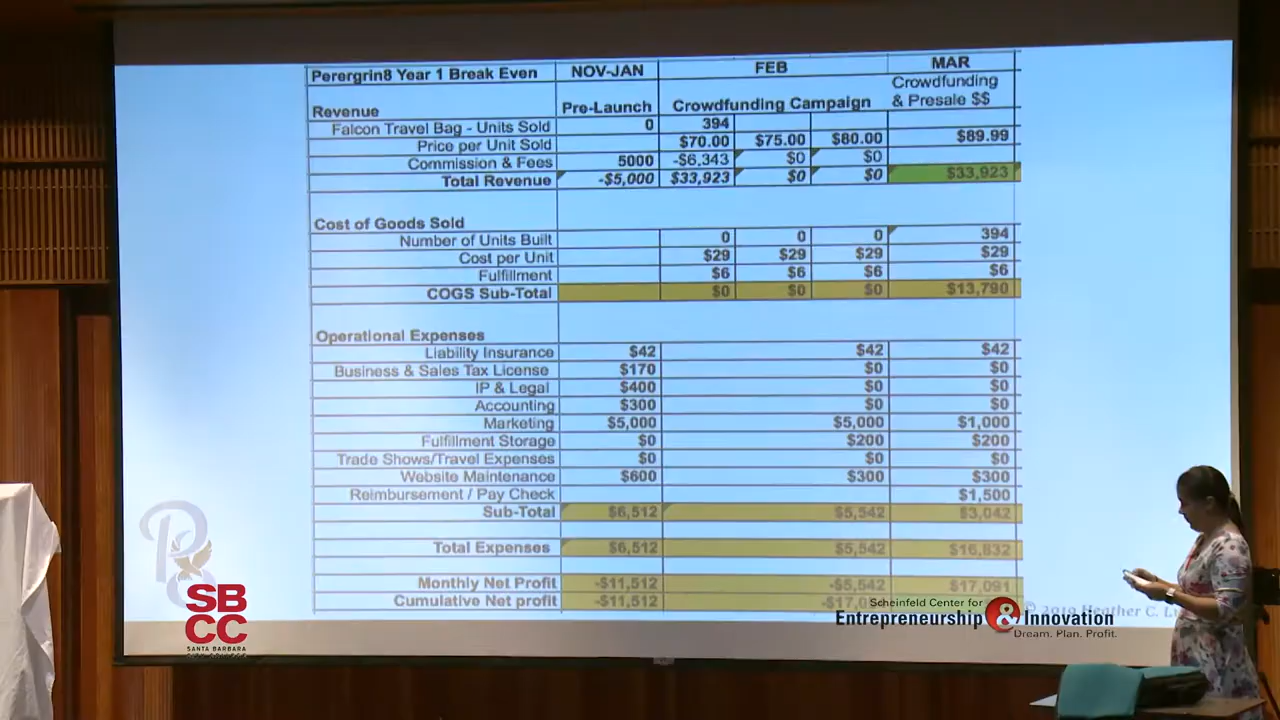 Perergrin8 Year 1 Break Even NOV-JAN FEB MAR
Revenue Pre-Launch Crowdfunding Campaign Crowdfunding & Presale $$
Falcon Travel Bag - Units Sold 0 394
Price per Unit Sold $70.00 $75.00 $80.00 $89.99
Commission & Fees 5000 -$6,343 $0 $0
Total Revenue -$5,000 $33,923 $0 $0 $33,923
Cost of Goods Sold
Number of Units Built 0 0 0 394
Cost per Unit $29 $29 $29 $29
Fulfillment $6 $6 $6 $6
COGS Sub-Total $0 $0 $0 $13,790
Operational Expenses
Liability Insurance $42 $42 $42
Business & Sales Tax License $170 $0 $0
IP & Legal $400 $0 $0
Accounting $300 $0 $0
Marketing $5,000 $5,000 $1,000
Fulfillment Storage $0 $200 $200
Trade Shows/Travel Expenses $0 $0 $0
Website Maintenance $600 $300 $300
Reimbursement / Pay Check $1,500
Sub-Total $6,512 $5,542 $3,042
Total Expenses $6,512 $5,542 $16,832
Monthly Net Profit -$11,512 -$5,542 $17,091
Cumulative Net profit -$11,512
P8
SB
CC
SANTA BARBARA
Scheinfeld Center for
Entrepreneurship & Innovation
Dream. Plan. Profit.
© 2019 Heather C.